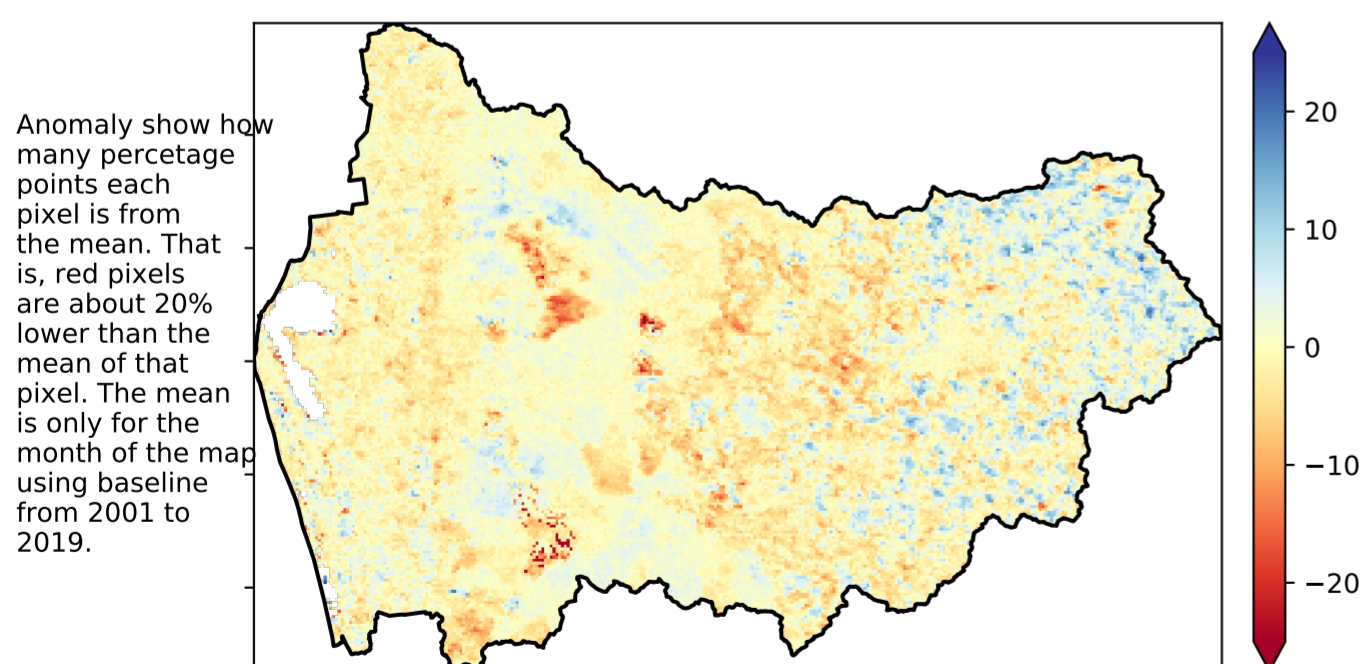 Anomaly show how
many percetage
points each
pixel is from
the mean. That
is, red pixels
are about 20%
lower than the
mean of that
pixel. The mean
is only for the
month of the map
using baseline
from 2001 to
2019.
20
10
0
−10
−20